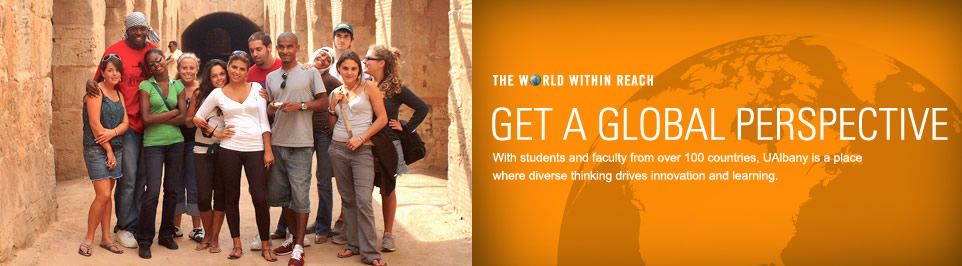 THE WORLD WITHIN REACH
GET A GLOBAL PERSPECTIVE
With students and faculty from over 100 countries, UAlbany is a place
where diverse thinking drives innovation and learning.